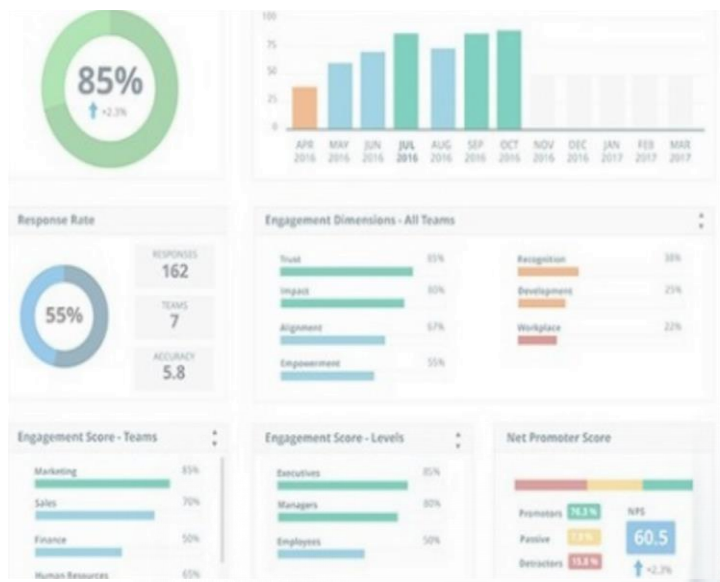 85%
+2.3%
100
75
50
25
0
APR 2016
MAY 2016
JUN 2016
JUL 2016
AUG 2016
SEP 2016
OCT 2016
NOV 2016
DEC 2016
JAN 2017
FEB 2017
MAR 2017
Response Rate
55%
RESPONSES
162
TEAMS
7
ACCURACY
5.8
Engagement Dimensions - All Teams
Trust 85%
Impact 80%
Alignment 67%
Empowerment 55%
Recognition 38%
Development 25%
Workplace 22%
Engagement Score - Teams
Marketing 85%
Sales 70%
Finance 50%
Human Resources 65%
Engagement Score - Levels
Executives 85%
Managers 80%
Employees 50%
Net Promoter Score
Promoters 76.3 %
Passive
Detractors 15.8 %
NPS
60.5
+2.3%